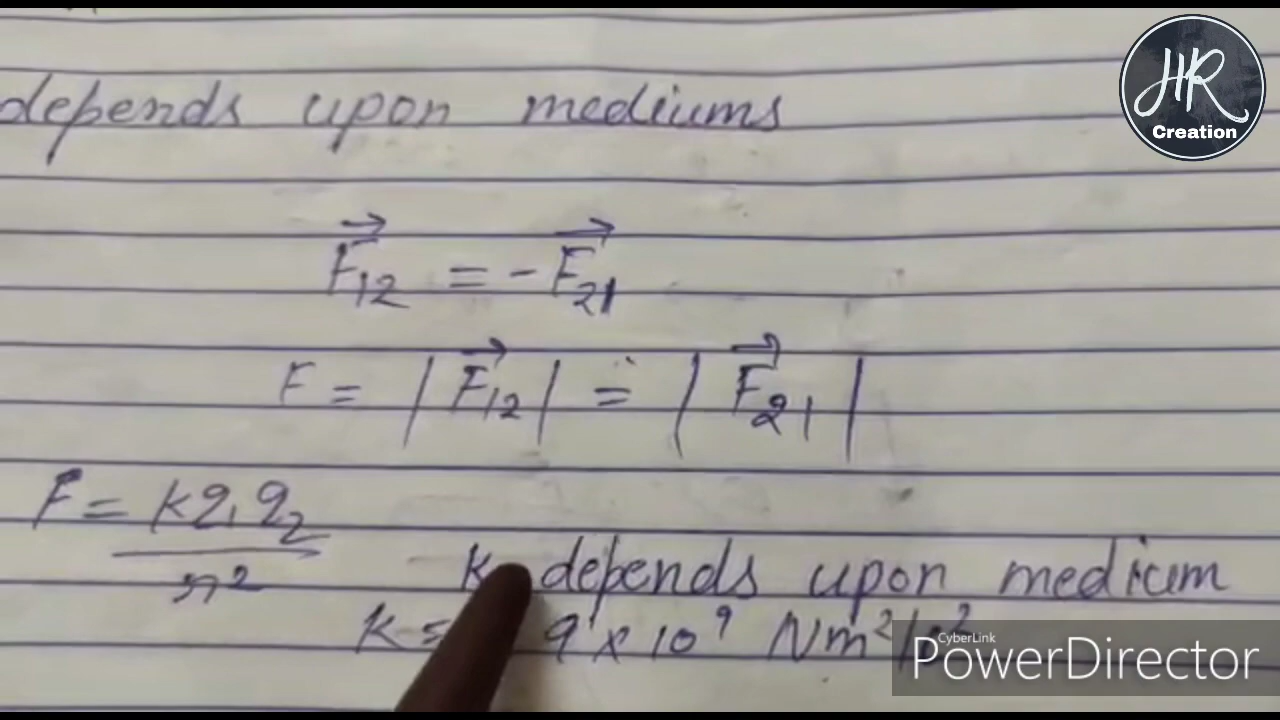 HR
Creation
depends upon mediums
F⃗12 = -F⃗21
F = |F⃗12| = |F⃗21|
F = kq1q2
r²
K depends upon medium
K = 9 × 10⁹ Nm²/c²
CyberLink
PowerDirector